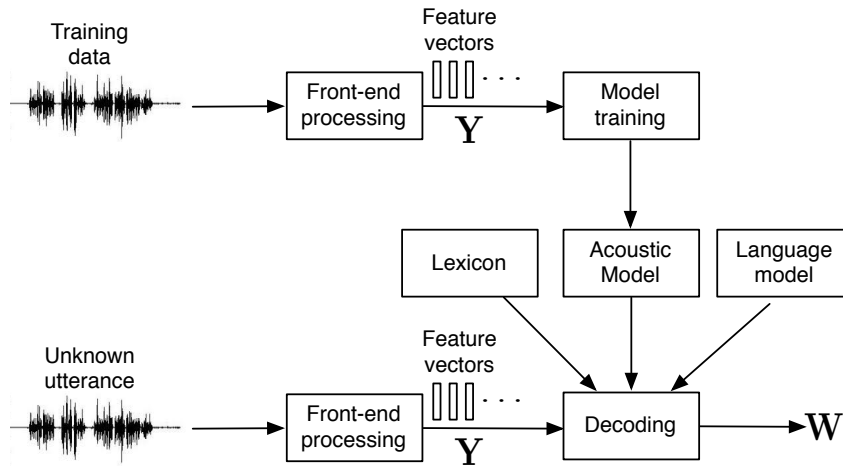 Training
data
Feature
vectors
. . .
Front-end
processing
Y
Model
training
Lexicon
Acoustic
Model
Language
model
Unknown
utterance
Feature
vectors
. . .
Front-end
processing
Y
Decoding
W